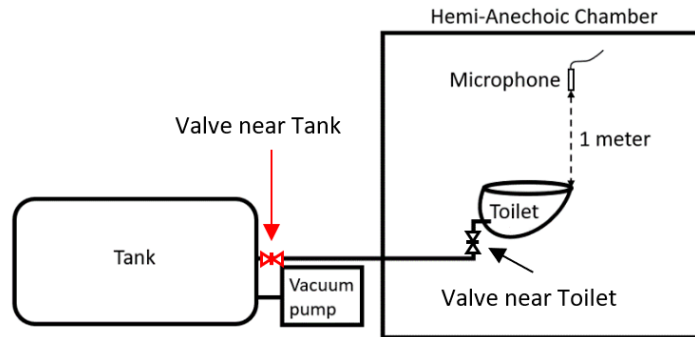 Hemi-Anechoic Chamber
Microphone
Valve near Tank
1 meter
Toilet
Tank
Vacuum
pump
Valve near Toilet